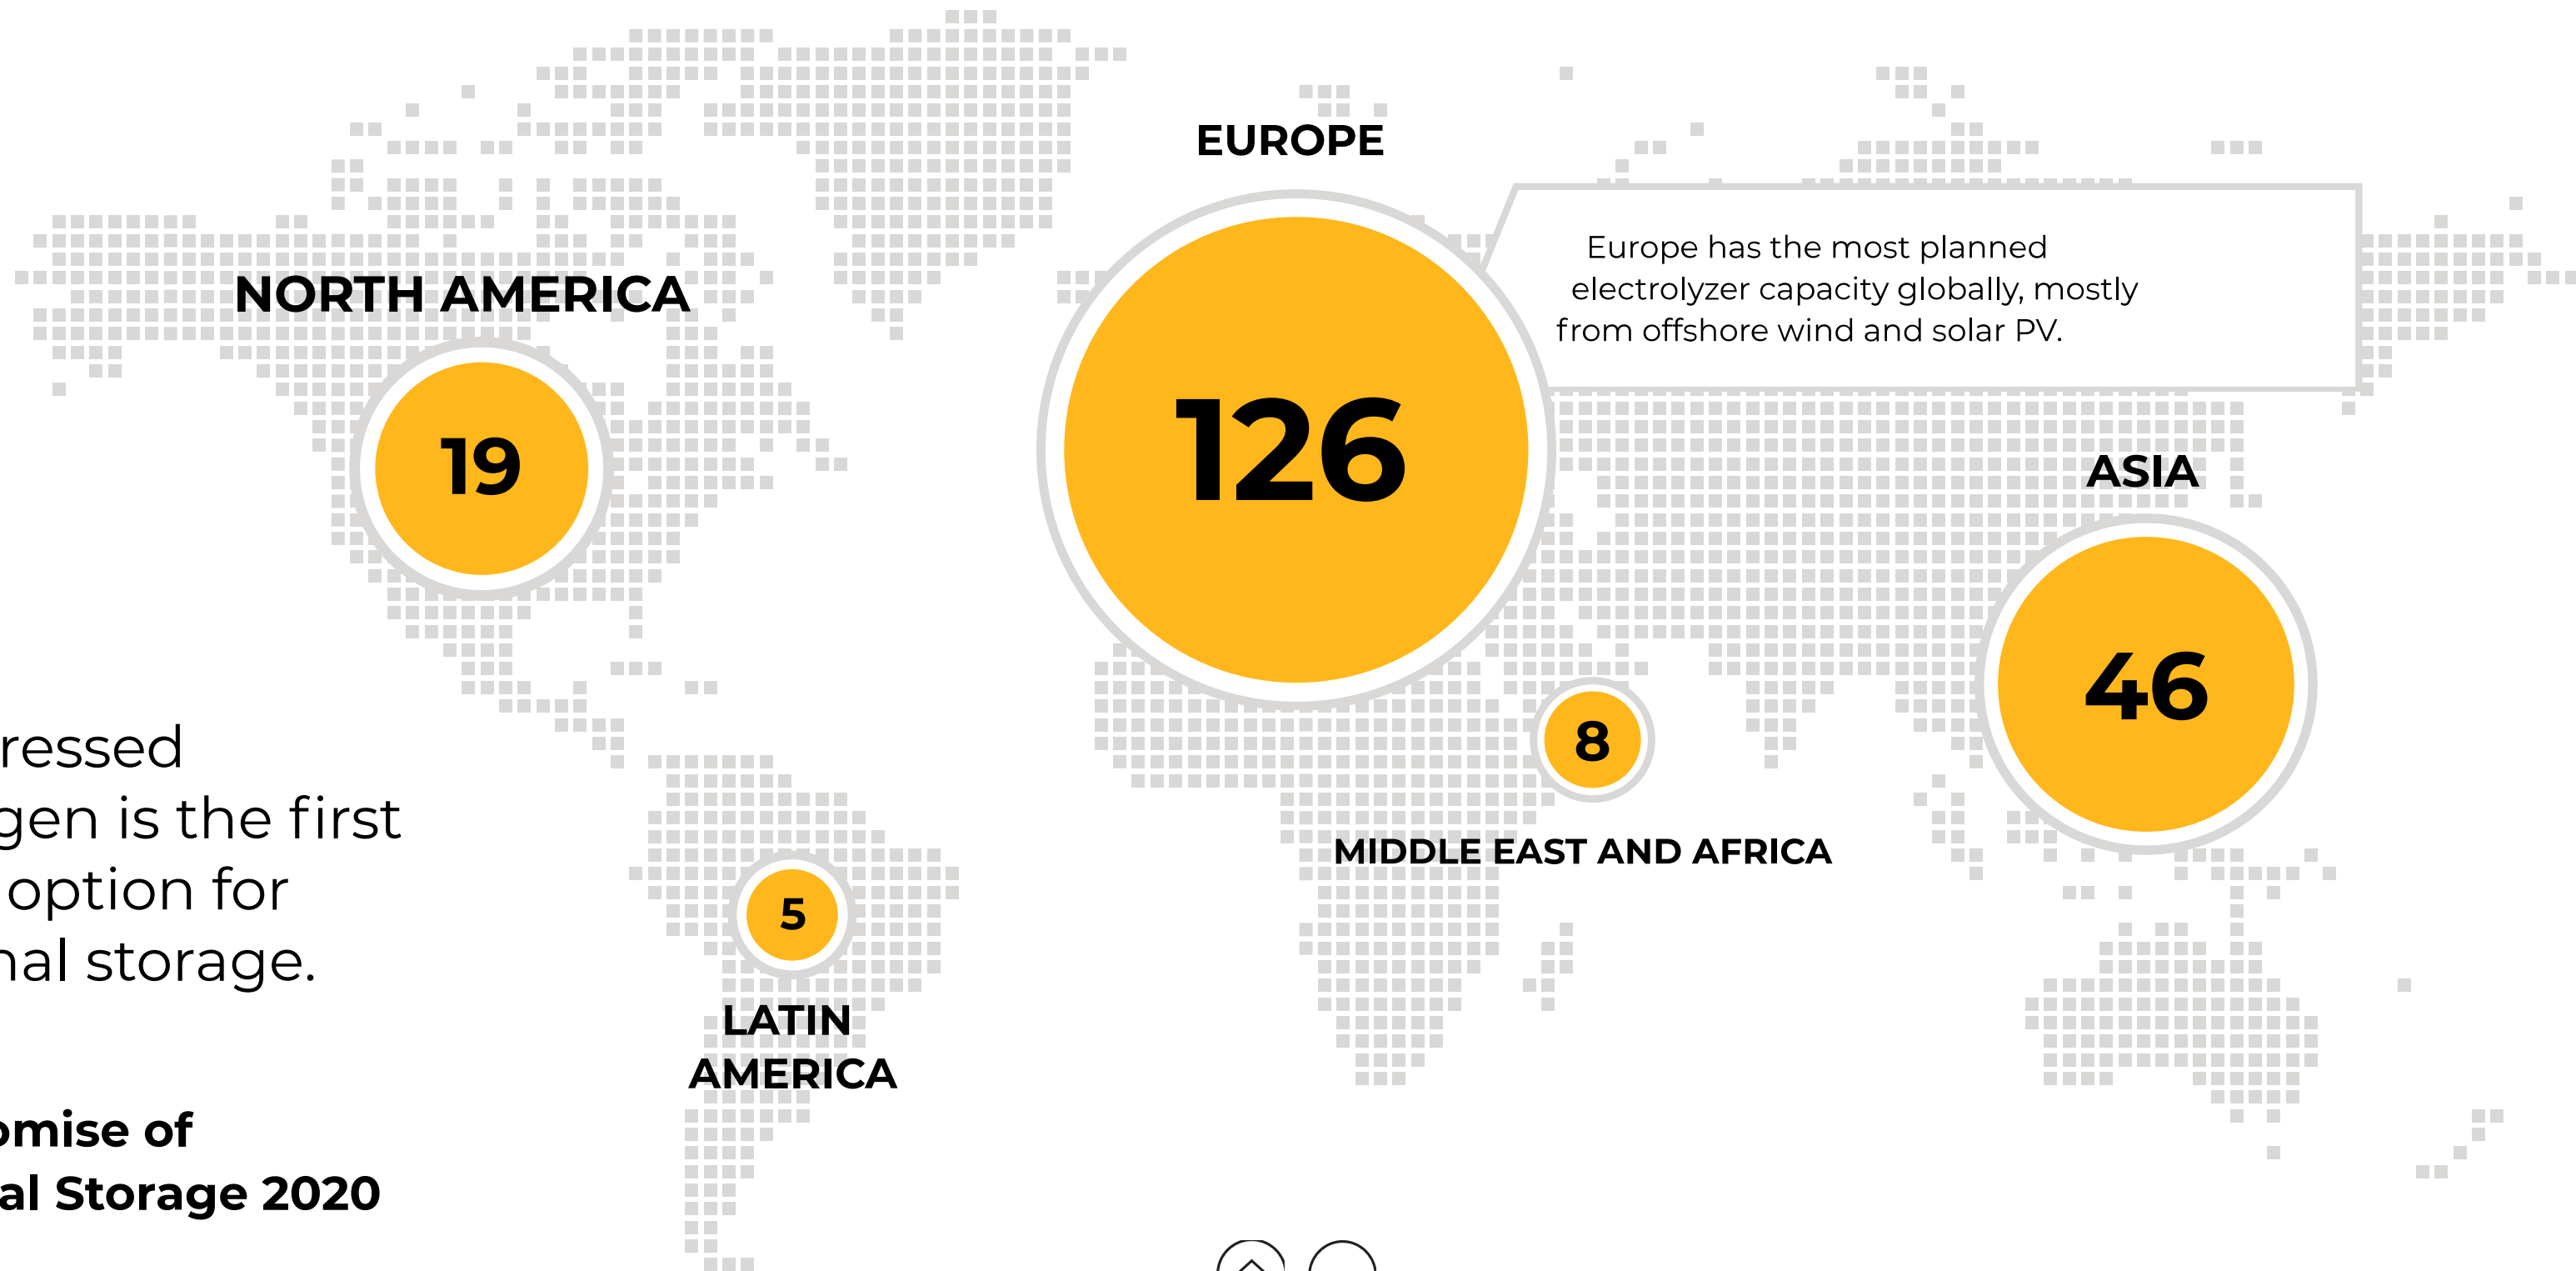 EUROPE
Europe has the most planned
electrolyzer capacity globally, mostly
from offshore wind and solar PV.
NORTH AMERICA
126
19
ASIA
46
8
MIDDLE EAST AND AFRICA
5
LATIN
AMERICA
ressed
gen is the first
option for
nal storage.
omise of
al Storage 2020